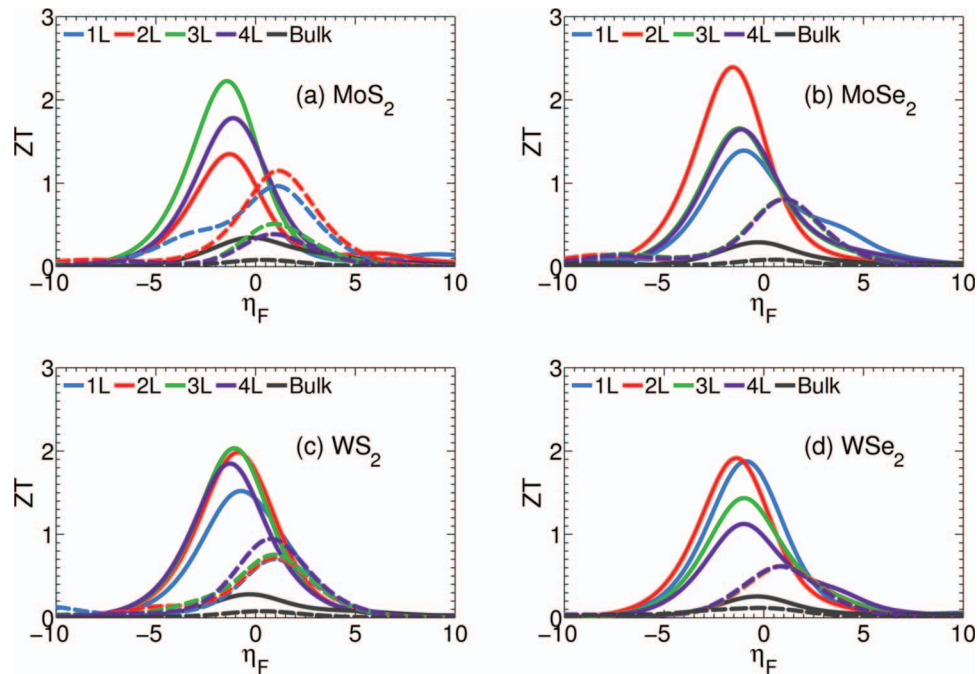 3
1L 2L 3L 4L Bulk
2
(a) MoS2
ZT
1
0
−10 −5 0 5 10
ηF
3
1L 2L 3L 4L Bulk
2
(b) MoSe2
ZT
1
0
−10 −5 0 5 10
ηF
3
1L 2L 3L 4L Bulk
2
(c) WS2
ZT
1
0
−10 −5 0 5 10
ηF
3
1L 2L 3L 4L Bulk
2
(d) WSe2
ZT
1
0
−10 −5 0 5 10
ηF